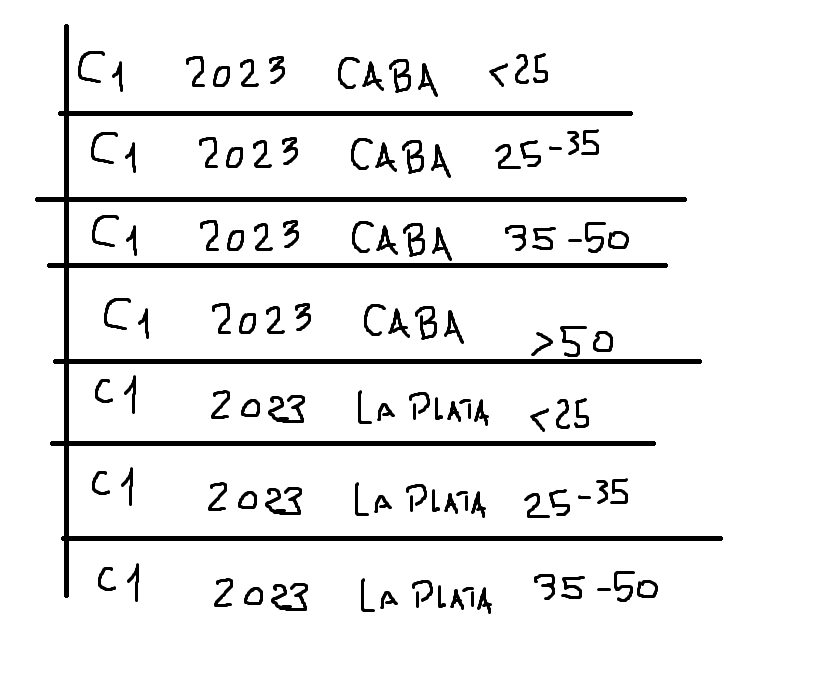 C1 2023 CABA <25
C1 2023 CABA 25-35
C1 2023 CABA 35-50
C1 2023 CABA >50
C1 2023 LA PLATA <25
C1 2023 LA PLATA 25-35
C1 2023 LA PLATA 35-50